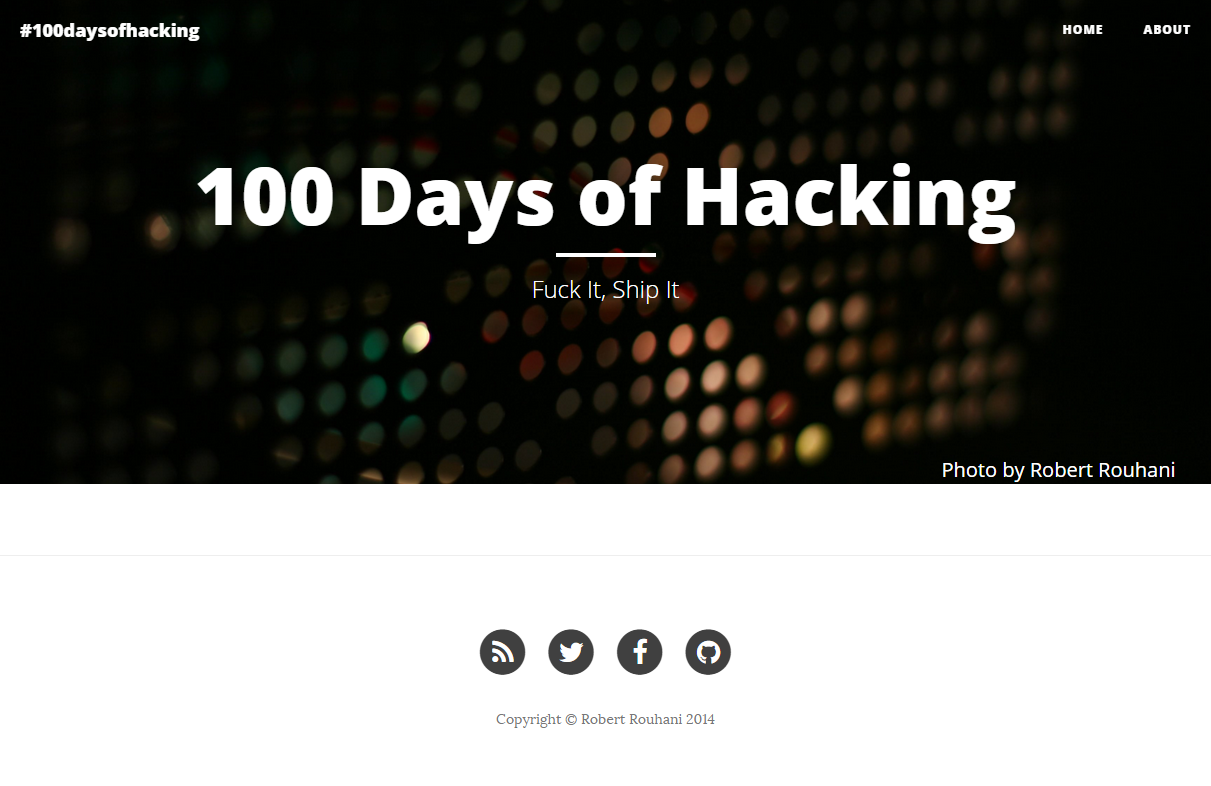 #100daysofhacking
HOME
ABOUT
100 Days of Hacking
Fuck It, Ship It
Photo by Robert Rouhani
Copyright © Robert Rouhani 2014